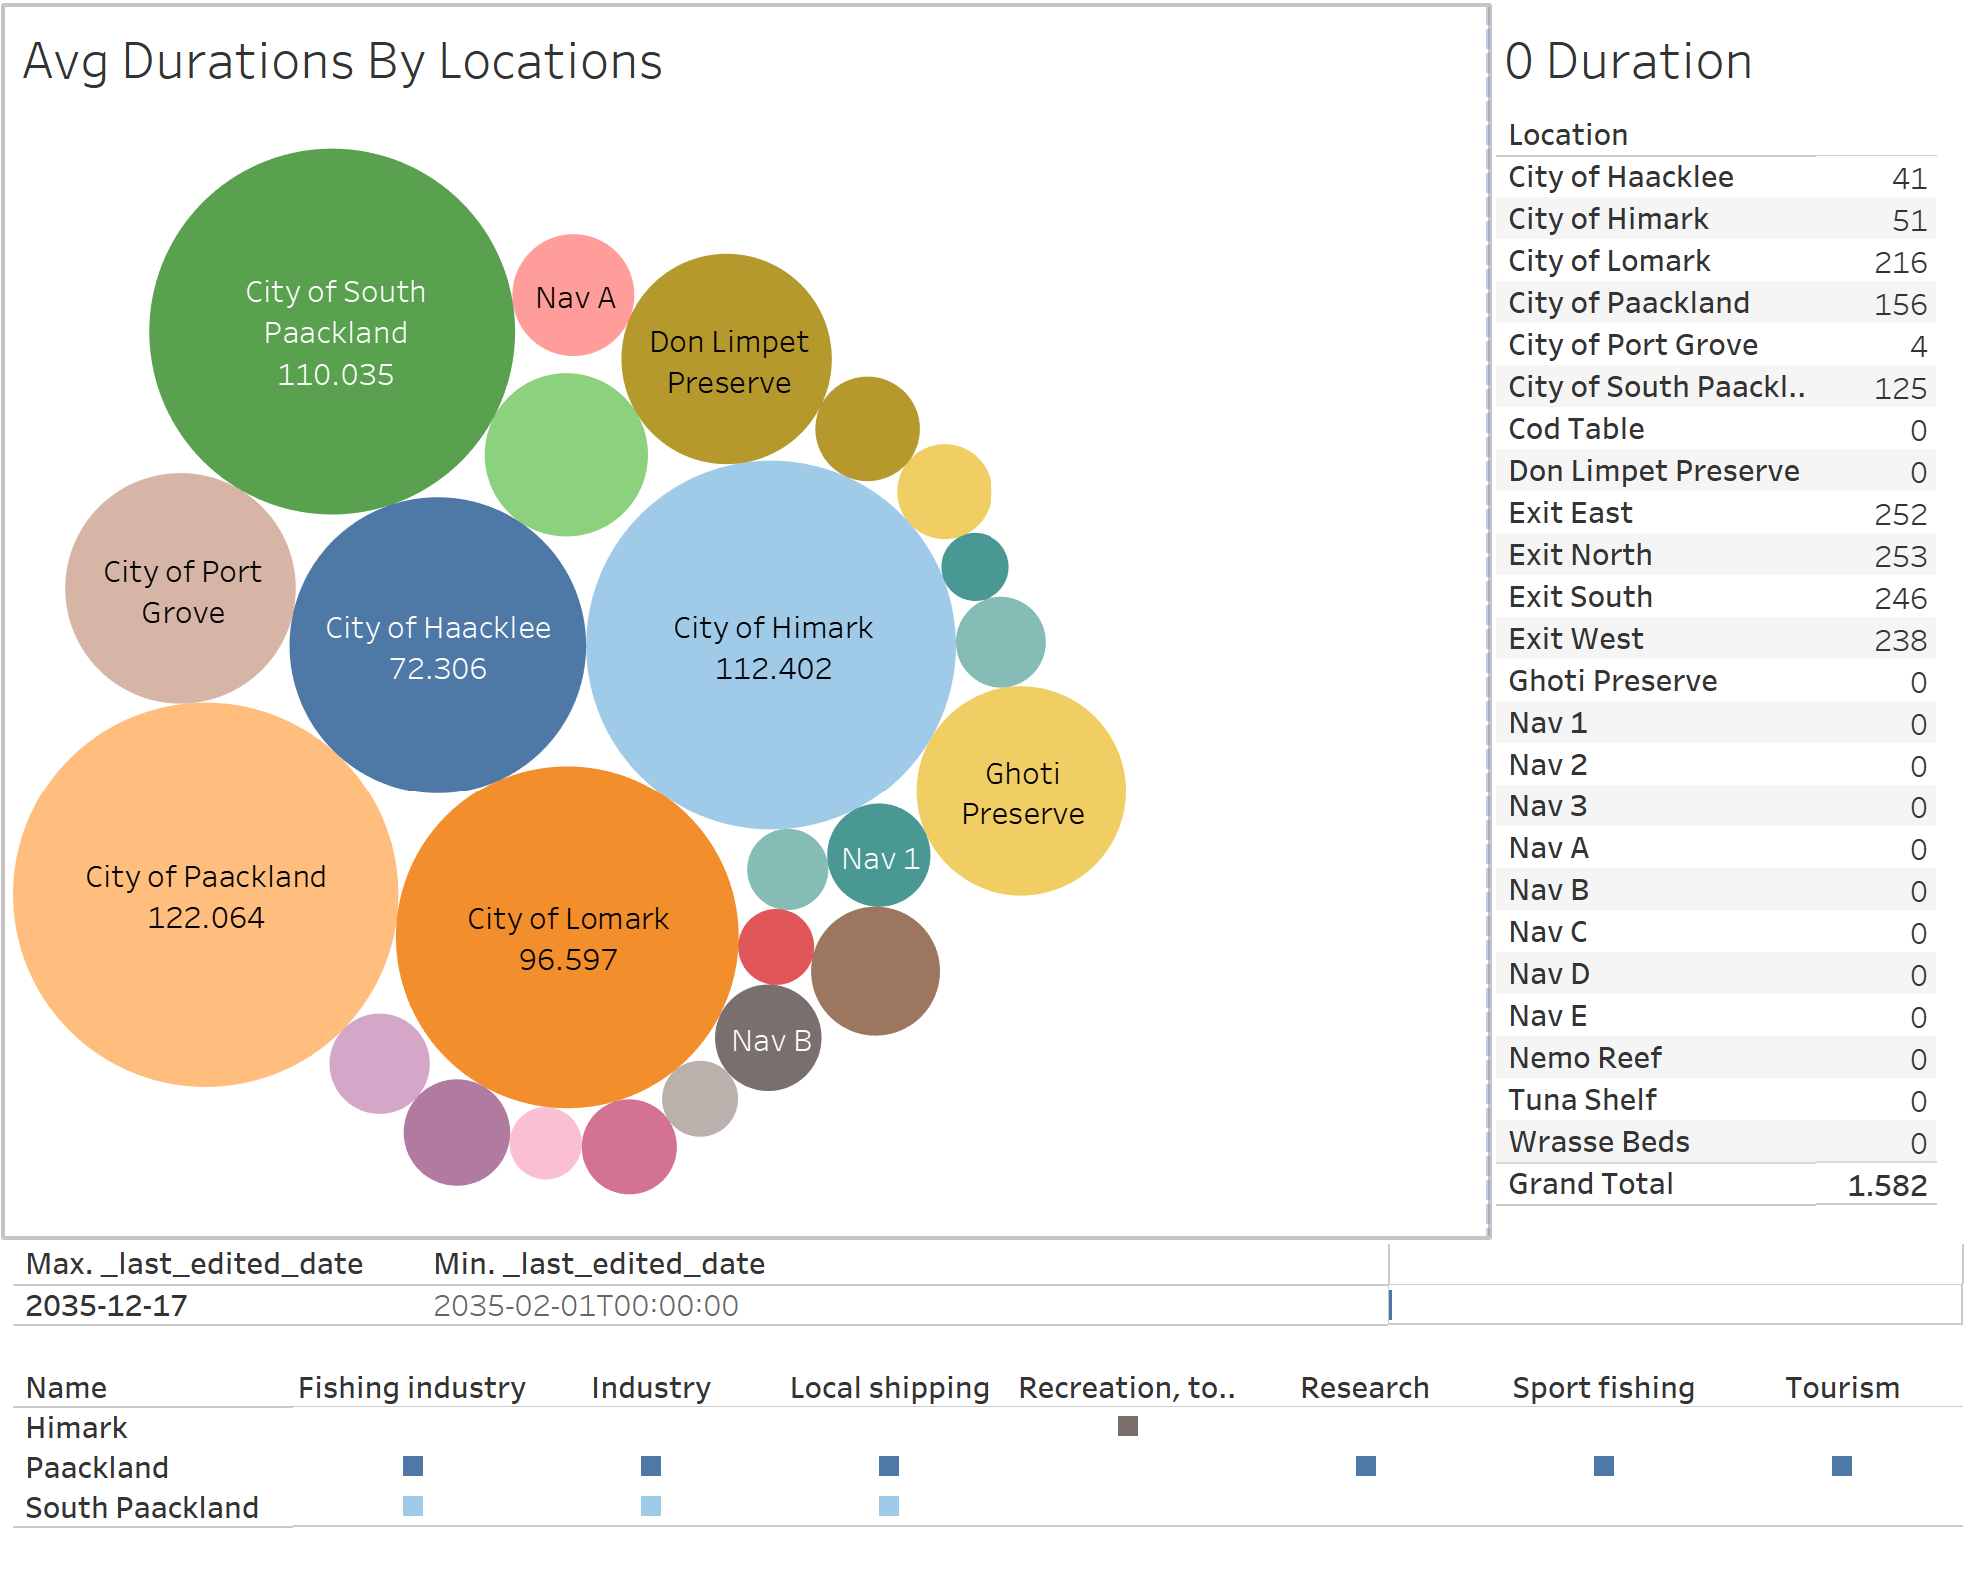 Avg Durations By Locations
City of South
Paackland
110.035
Nav A
Don Limpet
Preserve
City of Port
Grove
City of Haacklee
72.306
City of Himark
112.402
Ghoti
Preserve
City of Paackland
122.064
City of Lomark
96.597
Nav 1
Nav B
0 Duration
Location
City of Haacklee 41
City of Himark 51
City of Lomark 216
City of Paackland 156
City of Port Grove 4
City of South Paackl.. 125
Cod Table 0
Don Limpet Preserve 0
Exit East 252
Exit North 253
Exit South 246
Exit West 238
Ghoti Preserve 0
Nav 1 0
Nav 2 0
Nav 3 0
Nav A 0
Nav B 0
Nav C 0
Nav D 0
Nav E 0
Nemo Reef 0
Tuna Shelf 0
Wrasse Beds 0
Grand Total 1.582
Max. _last_edited_date Min. _last_edited_date
2035-12-17 2035-02-01T00:00:00
Name Fishing industry Industry Local shipping Recreation, to.. Research Sport fishing Tourism
Himark
Paackland
South Paackland